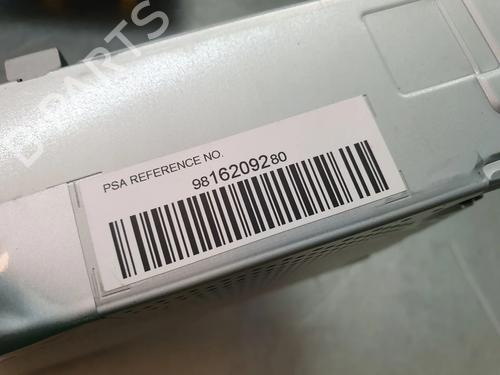 B-PARTS
PSA REFERENCE NO.
9816209280